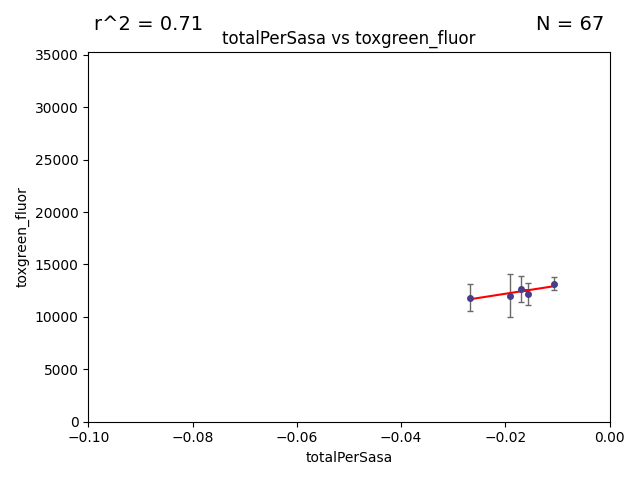 r^2 = 0.71
N = 67
totalPerSasa vs toxgreen_fluor
35000
30000
25000
20000
15000
10000
5000
0
toxgreen_fluor
−0.10
−0.08
−0.06
−0.04
−0.02
0.00
totalPerSasa